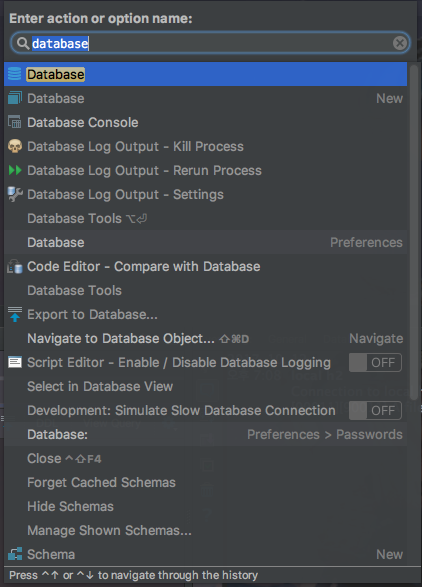 Enter action or option name:
database
Database
Database New
Database Console
Database Log Output - Kill Process
Database Log Output - Rerun Process
Database Log Output - Settings
Database Tools ⌥⏎
Database Preferences
Code Editor - Compare with Database
Database Tools
Export to Database...
Navigate to Database Object... ⇧⌘D Navigate
Script Editor - Enable / Disable Database Logging OFF
Select in Database View
Development: Simulate Slow Database Connection OFF
Database: Preferences > Passwords
Close ^⇧F4
Forget Cached Schemas
Hide Schemas
Manage Shown Schemas...
Schema New
Press ^↑ or ^↓ to navigate through the history